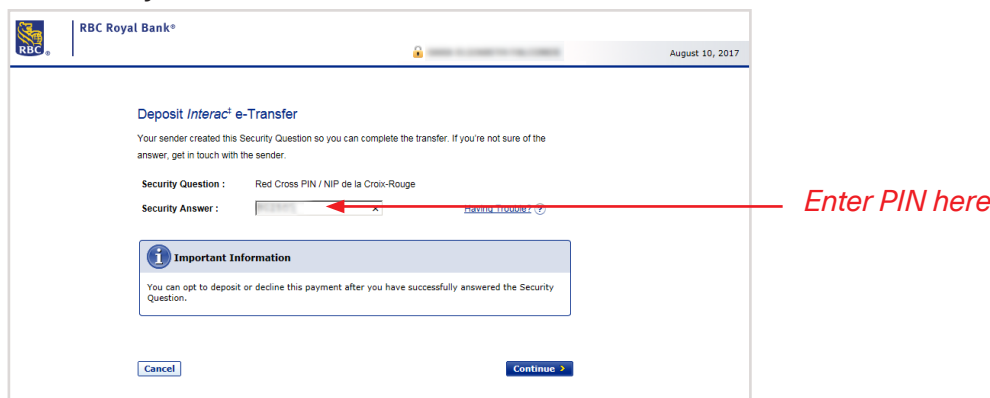 RBC Royal Bank®
RBC ®
August 10, 2017
Deposit Interac‡ e-Transfer
Your sender created this Security Question so you can complete the transfer. If you're not sure of the
answer, get in touch with the sender.
Security Question : Red Cross PIN / NIP de la Croix-Rouge
Security Answer : x Having Trouble? ?
Enter PIN here
i Important Information
You can opt to deposit or decline this payment after you have successfully answered the Security
Question.
Cancel Continue >